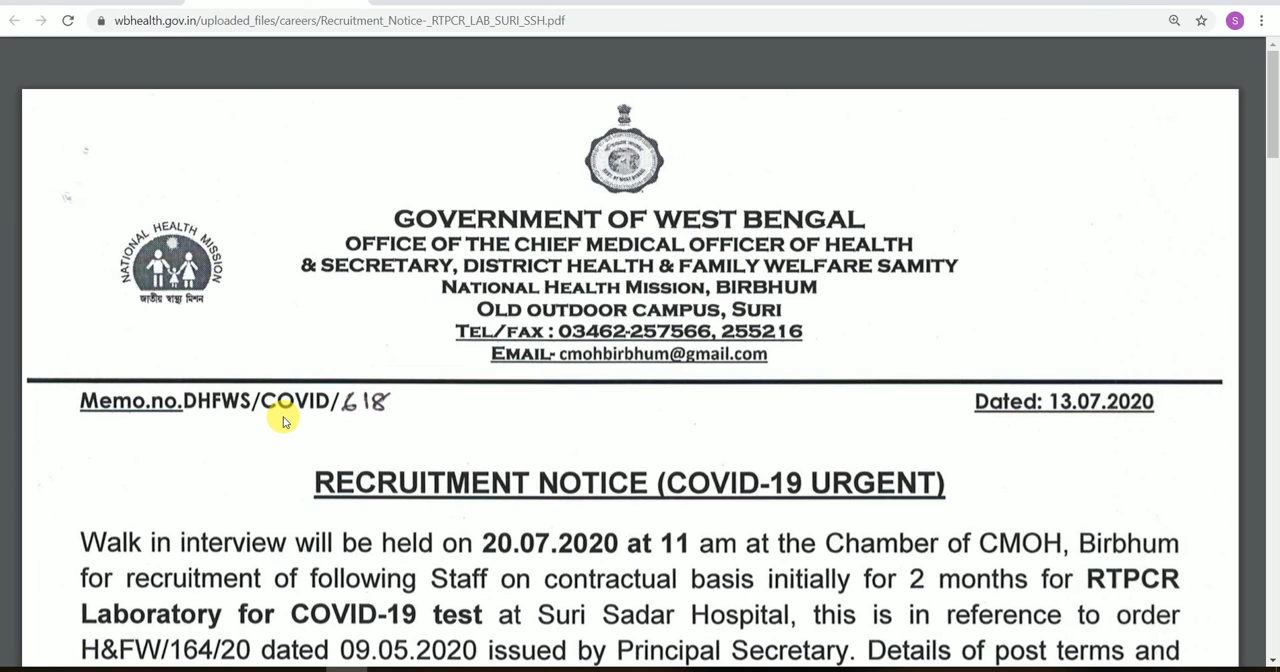 wbhealth.gov.in/uploaded_files/careers/Recruitment_Notice-_RTPCR_LAB_SURI_SSH.pdf
S
NATIONAL HEALTH MISSION
জাতীয় স্বাস্থ্য মিশন
GOVERNMENT OF WEST BENGAL
OFFICE OF THE CHIEF MEDICAL OFFICER OF HEALTH
& SECRETARY, DISTRICT HEALTH & FAMILY WELFARE SAMITY
NATIONAL HEALTH MISSION, BIRBHUM
OLD OUTDOOR CAMPUS, SURI
TEL/FAX : 03462-257566, 255216
EMAIL- cmohbirbhum@gmail.com
Memo.no.DHFWS/COVID/618
Dated: 13.07.2020
RECRUITMENT NOTICE (COVID-19 URGENT)
Walk in interview will be held on 20.07.2020 at 11 am at the Chamber of CMOH, Birbhum
for recruitment of following Staff on contractual basis initially for 2 months for RTPCR
Laboratory for COVID-19 test at Suri Sadar Hospital, this is in reference to order
H&FW/164/20 dated 09.05.2020 issued by Principal Secretary. Details of post terms and